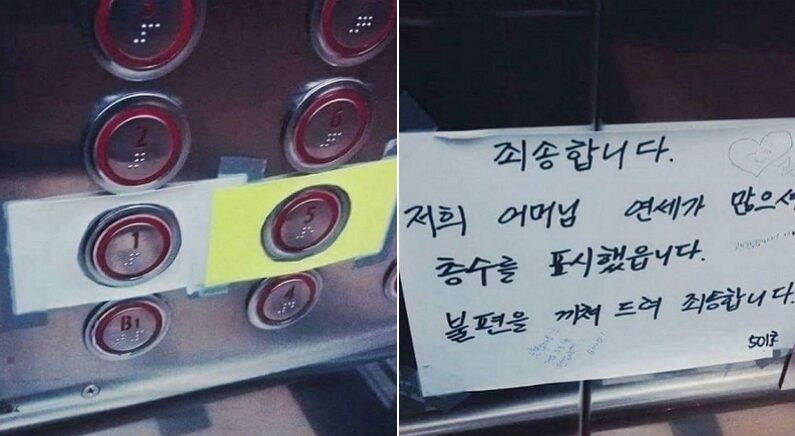 3
2
6
1
5
B1
4
죄송합니다.
저희 어머님 연세가 많으셔
층수를 표시했읍니다.
불편을 끼쳐 드려 죄송합니다.
501호